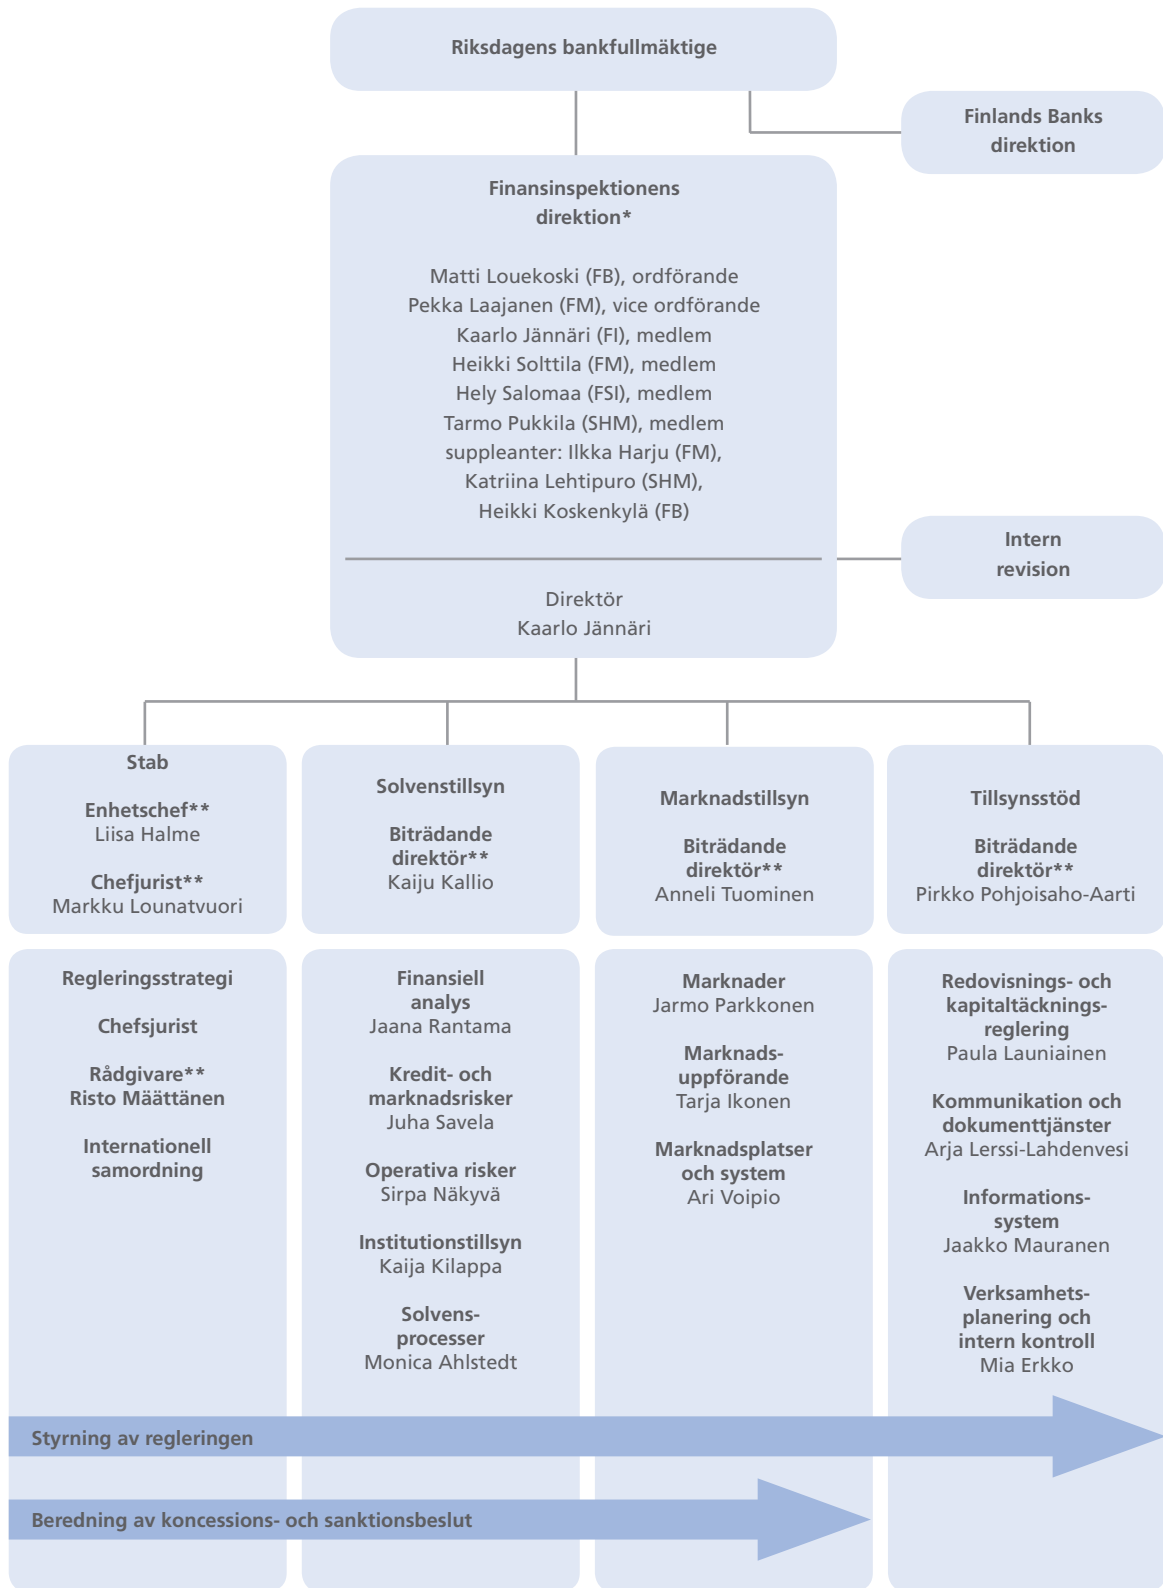 Riksdagens bankfullmäktige
Finlands Banks
direktion
Finansinspektionens
direktion*
Matti Louekoski (FB), ordförande
Pekka Laajanen (FM), vice ordförande
Kaarlo Jännäri (FI), medlem
Heikki Solttila (FM), medlem
Hely Salomaa (FSI), medlem
Tarmo Pukkila (SHM), medlem
suppleanter: Ilkka Harju (FM),
Katriina Lehtipuro (SHM),
Heikki Koskenkylä (FB)
Intern
revision
Direktör
Kaarlo Jännäri
Stab
Enhetschef**
Liisa Halme
Chefjurist**
Markku Lounatvuori
Solvenstillsyn
Biträdande
direktör**
Kaiju Kallio
Marknadstillsyn
Biträdande
direktör**
Anneli Tuominen
Tillsynsstöd
Biträdande
direktör**
Pirkko Pohjoisaho-Aarti
Regleringsstrategi
Chefsjurist
Rådgivare**
Risto Määttänen
Internationell
samordning
Finansiell
analys
Jaana Rantama
Kredit- och
marknadsrisker
Juha Savela
Operativa risker
Sirpa Näkyvä
Institutionstillsyn
Kaija Kilappa
Solvens-
processer
Monica Ahlstedt
Marknader
Jarmo Parkkonen
Marknads-
uppförande
Tarja Ikonen
Marknadsplatser
och system
Ari Voipio
Redovisnings- och
kapitaltäcknings-
reglering
Paula Launiainen
Kommunikation och
dokumenttjänster
Arja Lerssi-Lahdenvesi
Informations-
system
Jaakko Mauranen
Verksamhets-
planering och
intern kontroll
Mia Erkko
Styrning av regleringen
Beredning av koncessions- och sanktionsbeslut